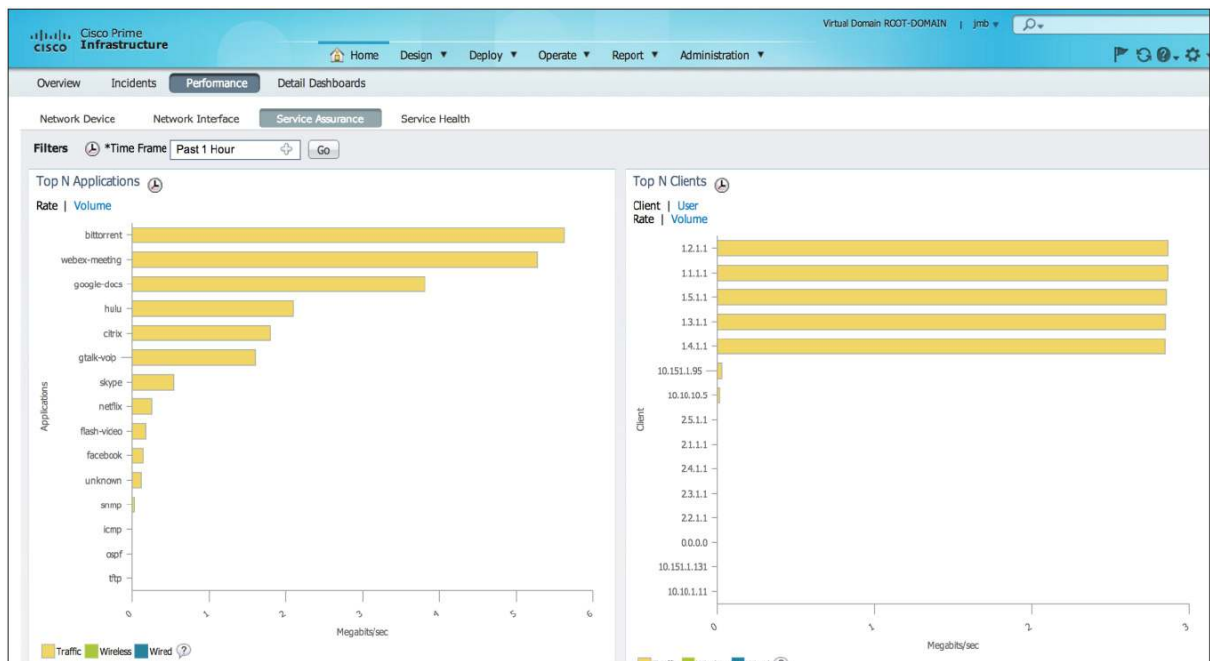 Virtual Domain ROOT-DOMAIN | jmb
Cisco Prime
CISCO Infrastructure
Home Design Deploy Operate Report Administration
Overview Incidents Performance Detail Dashboards
Network Device Network Interface Service Assurance Service Health
Filters *Time Frame Past 1 Hour Go
Top N Applications
Rate | Volume
bittorrent
webex-meeting
google-docs
hulu
citrix
gtalk-voip
skype
netflix
flash-video
facebook
unknown
snmp
icmp
ospf
tftp
Applications
0 1 2 3 4 5 6
Megabits/sec
Traffic Wireless Wired ?
Top N Clients
Client | User
Rate | Volume
1.2.1.1
1.1.1.1
1.5.1.1
1.3.1.1
1.4.1.1
10.151.1.95
10.10.10.5
2.5.1.1
2.1.1.1
2.4.1.1
2.3.1.1
2.2.1.1
0.0.0.0
10.151.1.131
10.10.1.11
Client
0 1 2 3
Megabits/sec